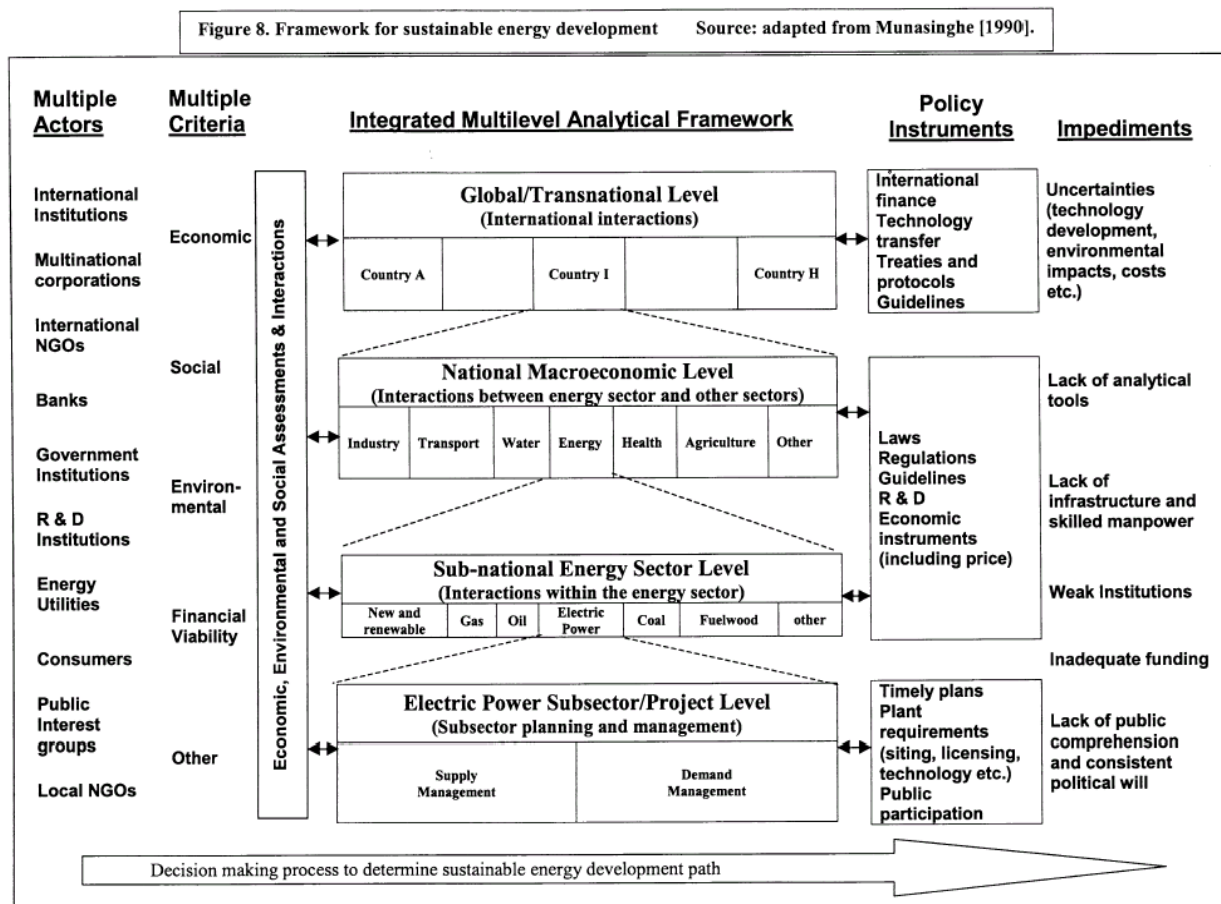 Figure 8. Framework for sustainable energy development Source: adapted from Munasinghe [1990].
Multiple
Actors
International
Institutions
Multinational
corporations
International
NGOs
Banks
Government
Institutions
R & D
Institutions
Energy
Utilities
Consumers
Public
Interest
groups
Local NGOs
Multiple
Criteria
Economic
Social
Environ-
mental
Financial
Viability
Other
Economic, Environmental and Social Assessments & Interactions
Integrated Multilevel Analytical Framework
Global/Transnational Level
(International interactions)
Country A
Country I
Country H
National Macroeconomic Level
(Interactions between energy sector and other sectors)
Industry
Transport
Water
Energy
Health
Agriculture
Other
Sub-national Energy Sector Level
(Interactions within the energy sector)
New and
renewable
Gas
Oil
Electric
Power
Coal
Fuelwood
other
Electric Power Subsector/Project Level
(Subsector planning and management)
Supply
Management
Demand
Management
Policy
Instruments
International
finance
Technology
transfer
Treaties and
protocols
Guidelines
Laws
Regulations
Guidelines
R & D
Economic
instruments
(including price)
Timely plans
Plant
requirements
(siting, licensing,
technology etc.)
Public
participation
Impediments
Uncertainties
(technology
development,
environmental
impacts, costs
etc.)
Lack of analytical
tools
Lack of
infrastructure and
skilled manpower
Weak Institutions
Inadequate funding
Lack of public
comprehension
and consistent
political will
Decision making process to determine sustainable energy development path